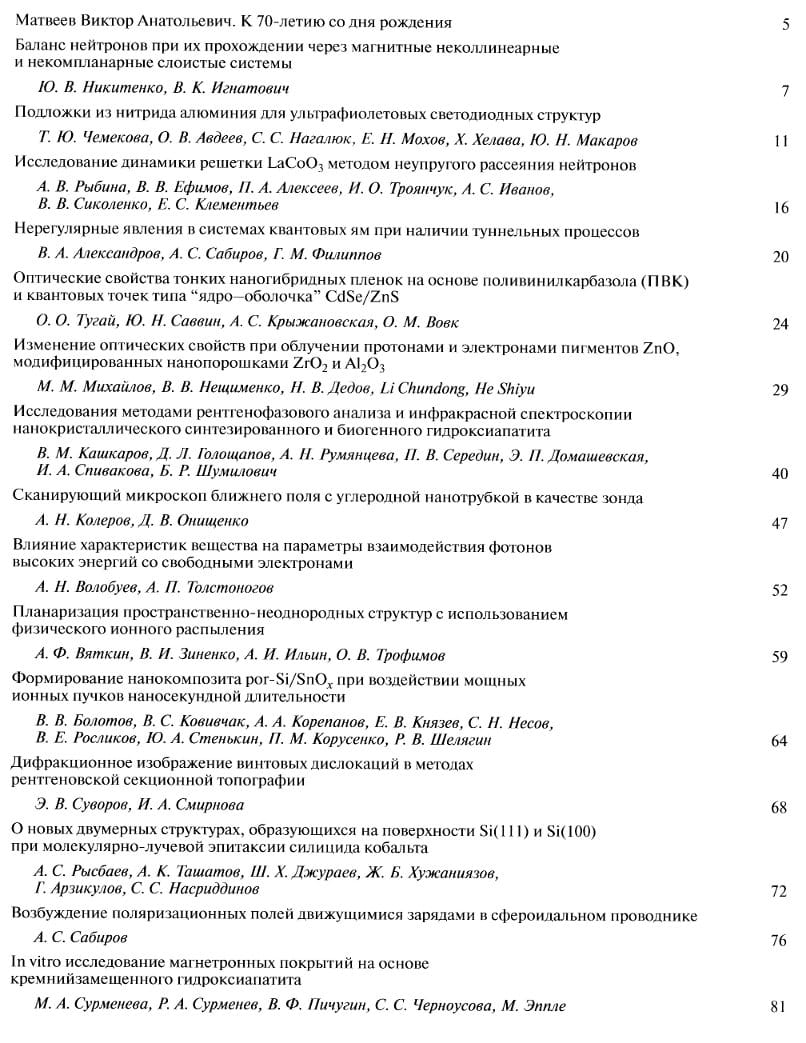 Матвеев Виктор Анатольевич. К 70-летию со дня рождения 5
Баланс нейтронов при их прохождении через магнитные неколлинеарные
и некомпланарные слоистые системы
Ю. В. Никитенко, В. К. Игнатович 7
Подложки из нитрида алюминия для ультрафиолетовых светодиодных структур
Т. Ю. Чемекова, О. В. Авдеев, С. С. Нагалюк, Е. Н. Мохов, Х. Хелава, Ю. Н. Макаров 11
Исследование динамики решетки LaCoO₃ методом неупругого рассеяния нейтронов
А. В. Рыбина, В. В. Ефимов, П. А. Алексеев, И. О. Троянчук, А. С. Иванов,
В. В. Сиколенко, Е. С. Клементьев 16
Нерегулярные явления в системах квантовых ям при наличии туннельных процессов
В. А. Александров, А. С. Сабиров, Г. М. Филиппов 20
Оптические свойства тонких наногибридных пленок на основе поливинилкарбазола (ПВК)
и квантовых точек типа “ядро–оболочка” CdSe/ZnS
О. О. Тугай, Ю. Н. Саввин, А. С. Крыжановская, О. М. Вовк 24
Изменение оптических свойств при облучении протонами и электронами пигментов ZnO,
модифицированных нанопорошками ZrO₂ и Al₂O₃
М. М. Михайлов, В. В. Нещименко, Н. В. Дедов, Li Chundong, He Shiyu 29
Исследования методами рентгенофазового анализа и инфракрасной спектроскопии
нанокристаллического синтезированного и биогенного гидроксиапатита
В. М. Кашкаров, Д. Л. Голощапов, А. Н. Румянцева, П. В. Середин, Э. П. Домашевская,
И. А. Спивакова, Б. Р. Шумилович 40
Сканирующий микроскоп ближнего поля с углеродной нанотрубкой в качестве зонда
А. Н. Колеров, Д. В. Онищенко 47
Влияние характеристик вещества на параметры взаимодействия фотонов
высоких энергий со свободными электронами
А. Н. Волобуев, А. П. Толстоногов 52
Планаризация пространственно-неоднородных структур с использованием
физического ионного распыления
А. Ф. Вяткин, В. И. Зиненко, А. И. Ильин, О. В. Трофимов 59
Формирование нанокомпозита por-Si/SnOₓ при воздействии мощных
ионных пучков наносекундной длительности
В. В. Болотов, В. С. Ковивчак, А. А. Корепанов, Е. В. Князев, С. Н. Несов,
В. Е. Росликов, Ю. А. Стенькин, П. М. Корусенко, Р. В. Шелягин 64
Дифракционное изображение винтовых дислокаций в методах
рентгеновской секционной топографии
Э. В. Суворов, И. А. Смирнова 68
О новых двумерных структурах, образующихся на поверхности Si(111) и Si(100)
при молекулярно-лучевой эпитаксии силицида кобальта
А. С. Рысбаев, А. К. Ташатов, Ш. Х. Джураев, Ж. Б. Хужаниязов,
Г. Арзикулов, С. С. Насриддинов 72
Возбуждение поляризационных полей движущимися зарядами в сфероидальном проводнике
А. С. Сабиров 76
In vitro исследование магнетронных покрытий на основе
кремнийзамещенного гидроксиапатита
М. А. Сурменева, Р. А. Сурменев, В. Ф. Пичугин, С. С. Черноусова, М. Эппле 81